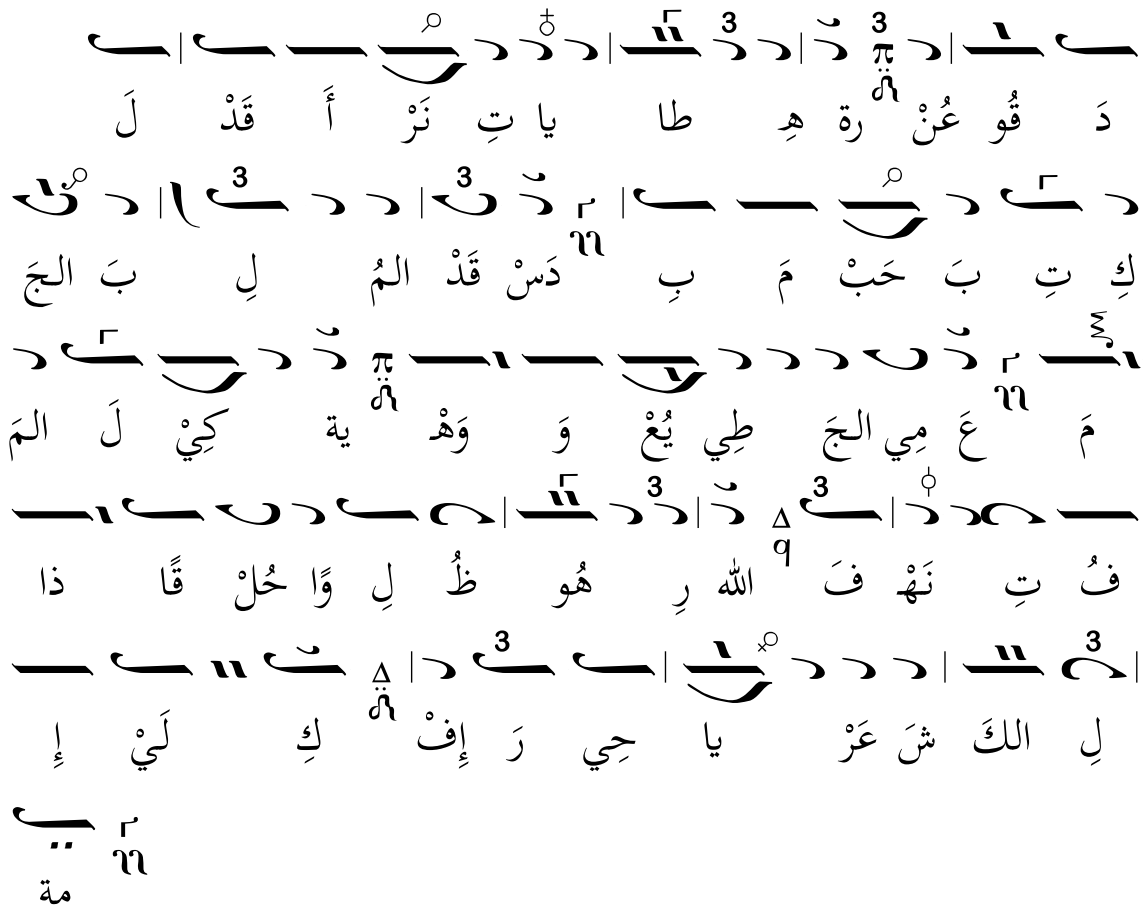 لَ قَدْ أَ نَرْ تِ يا طا هِ رة عُنْ قُو دَ
الجَ بَ لِ المُ قَدْ دَسْ بِ مَ حَبْ بَ تِ كِ
المَ لَ كِيْ ية وَهْـ وَ يُعْ طِي الجَ مِي عَ مَ
ذا قًا حُلْ وًا لِ ظُ هُو رِ الله فَ نَهْـ تِ فُ
إِ لَيْ كِ إِفْ رَ حِي يا عَرْ شَ الكَ لِ
مة